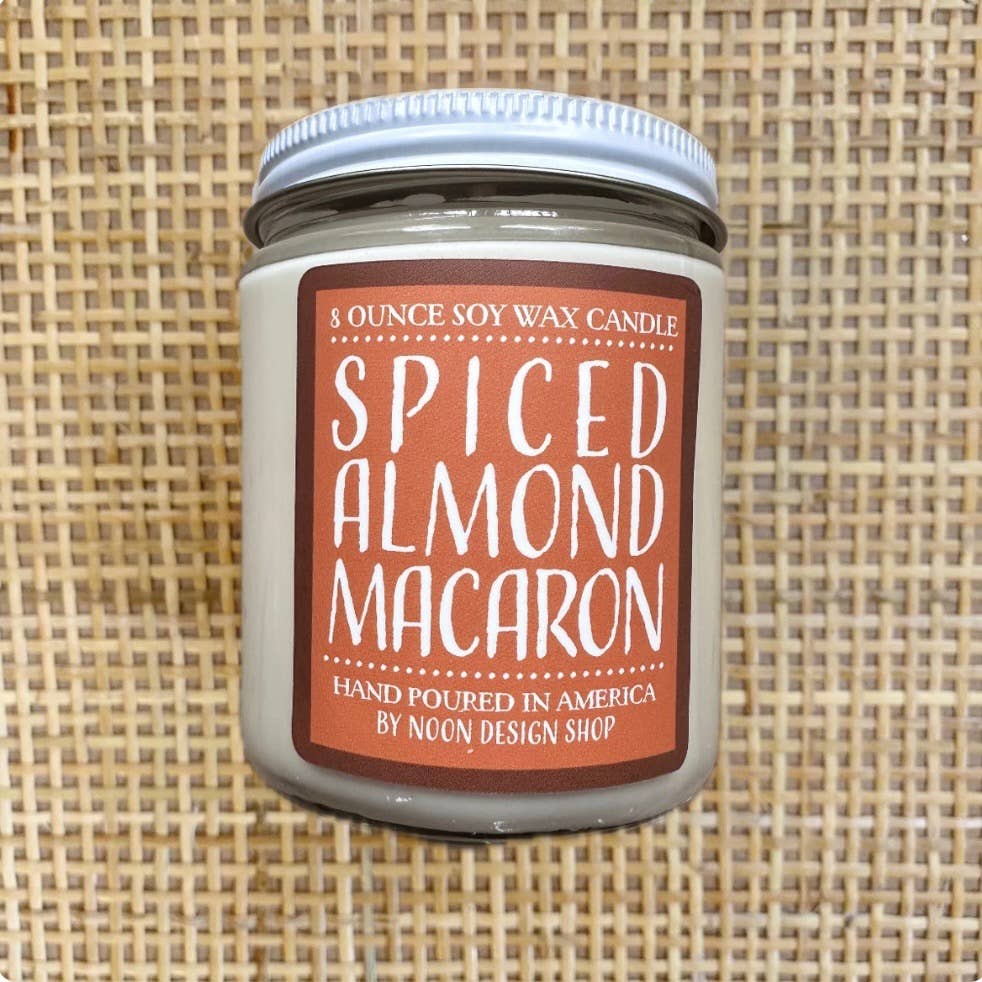 8 OUNCE SOY WAX CANDLE
SPICED
ALMOND
MACARON
HAND POURED IN AMERICA
BY NOON DESIGN SHOP